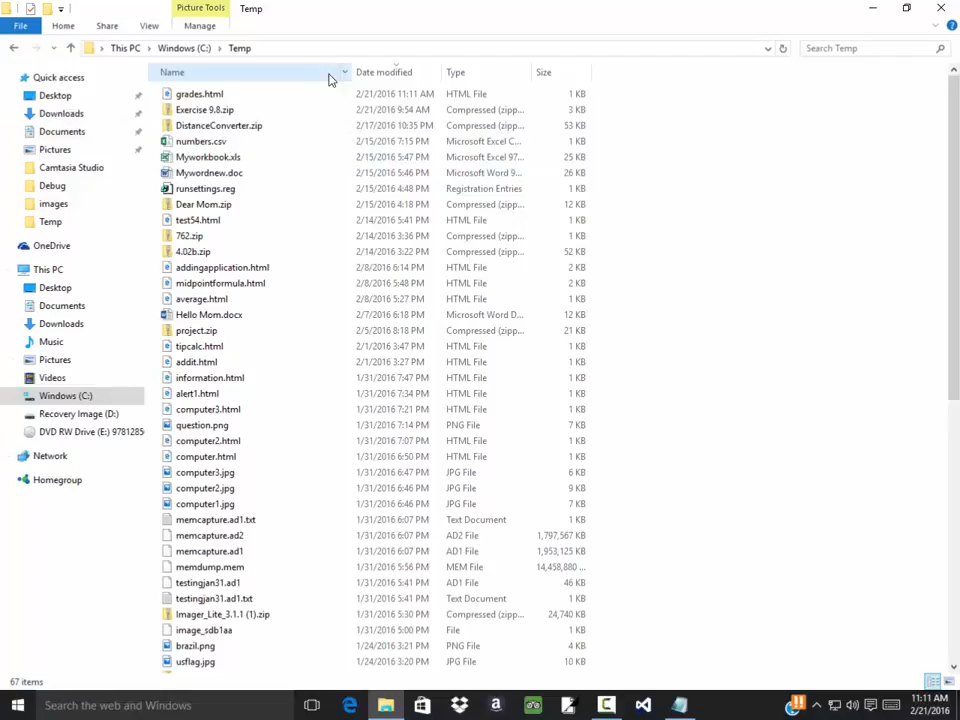 Picture Tools Temp
File Home Share View Manage
This PC > Windows (C:) > Temp Search Temp
Name Date modified Type Size
Quick access
Desktop
Downloads
Documents
Pictures
Camtasia Studio
Debug
images
Temp
OneDrive
This PC
Desktop
Documents
Downloads
Music
Pictures
Videos
Windows (C:)
Recovery Image (D:)
DVD RW Drive (E:) 978128
Network
Homegroup
grades.html 2/21/2016 11:11 AM HTML File 1 KB
Exercise 9.8.zip 2/21/2016 9:54 AM Compressed (zipp... 3 KB
DistanceConverter.zip 2/17/2016 10:35 PM Compressed (zipp... 53 KB
numbers.csv 2/15/2016 7:15 PM Microsoft Excel C... 1 KB
Myworkbook.xls 2/15/2016 5:47 PM Microsoft Excel 97... 25 KB
Mywordnew.doc 2/15/2016 5:46 PM Microsoft Word 9... 26 KB
runsettings.reg 2/15/2016 4:48 PM Registration Entries 1 KB
Dear Mom.zip 2/15/2016 4:18 PM Compressed (zipp... 12 KB
test54.html 2/14/2016 5:41 PM HTML File 1 KB
762.zip 2/14/2016 3:36 PM Compressed (zipp... 1 KB
4.02b.zip 2/14/2016 3:22 PM Compressed (zipp... 52 KB
addingapplication.html 2/8/2016 6:14 PM HTML File 2 KB
midpointformula.html 2/8/2016 5:48 PM HTML File 2 KB
average.html 2/8/2016 5:27 PM HTML File 1 KB
Hello Mom.docx 2/7/2016 6:18 PM Microsoft Word D... 12 KB
project.zip 2/5/2016 8:18 PM Compressed (zipp... 21 KB
tipcalc.html 2/1/2016 3:47 PM HTML File 1 KB
addit.html 2/1/2016 3:27 PM HTML File 1 KB
information.html 1/31/2016 7:47 PM HTML File 1 KB
alert1.html 1/31/2016 7:34 PM HTML File 1 KB
computer3.html 1/31/2016 7:21 PM HTML File 1 KB
question.png 1/31/2016 7:14 PM PNG File 7 KB
computer2.html 1/31/2016 7:07 PM HTML File 1 KB
computer.html 1/31/2016 6:50 PM HTML File 1 KB
computer3.jpg 1/31/2016 6:47 PM JPG File 6 KB
computer2.jpg 1/31/2016 6:46 PM JPG File 9 KB
computer1.jpg 1/31/2016 6:46 PM JPG File 7 KB
memcapture.ad1.txt 1/31/2016 6:07 PM Text Document 1 KB
memcapture.ad2 1/31/2016 6:07 PM AD2 File 1,797,567 KB
memcapture.ad1 1/31/2016 6:07 PM AD1 File 1,953,125 KB
memdump.mem 1/31/2016 5:56 PM MEM File 14,458,880 ...
testingjan31.ad1 1/31/2016 5:41 PM AD1 File 46 KB
testingjan31.ad1.txt 1/31/2016 5:41 PM Text Document 1 KB
Imager_Lite_3.1.1 (1).zip 1/31/2016 5:30 PM Compressed (zipp... 24,740 KB
image_sdb1aa 1/31/2016 5:00 PM File 1 KB
brazil.png 1/24/2016 3:21 PM PNG File 4 KB
usflag.jpg 1/24/2016 3:20 PM JPG File 10 KB
67 items
Search the web and Windows
11:11 AM
2/21/2016